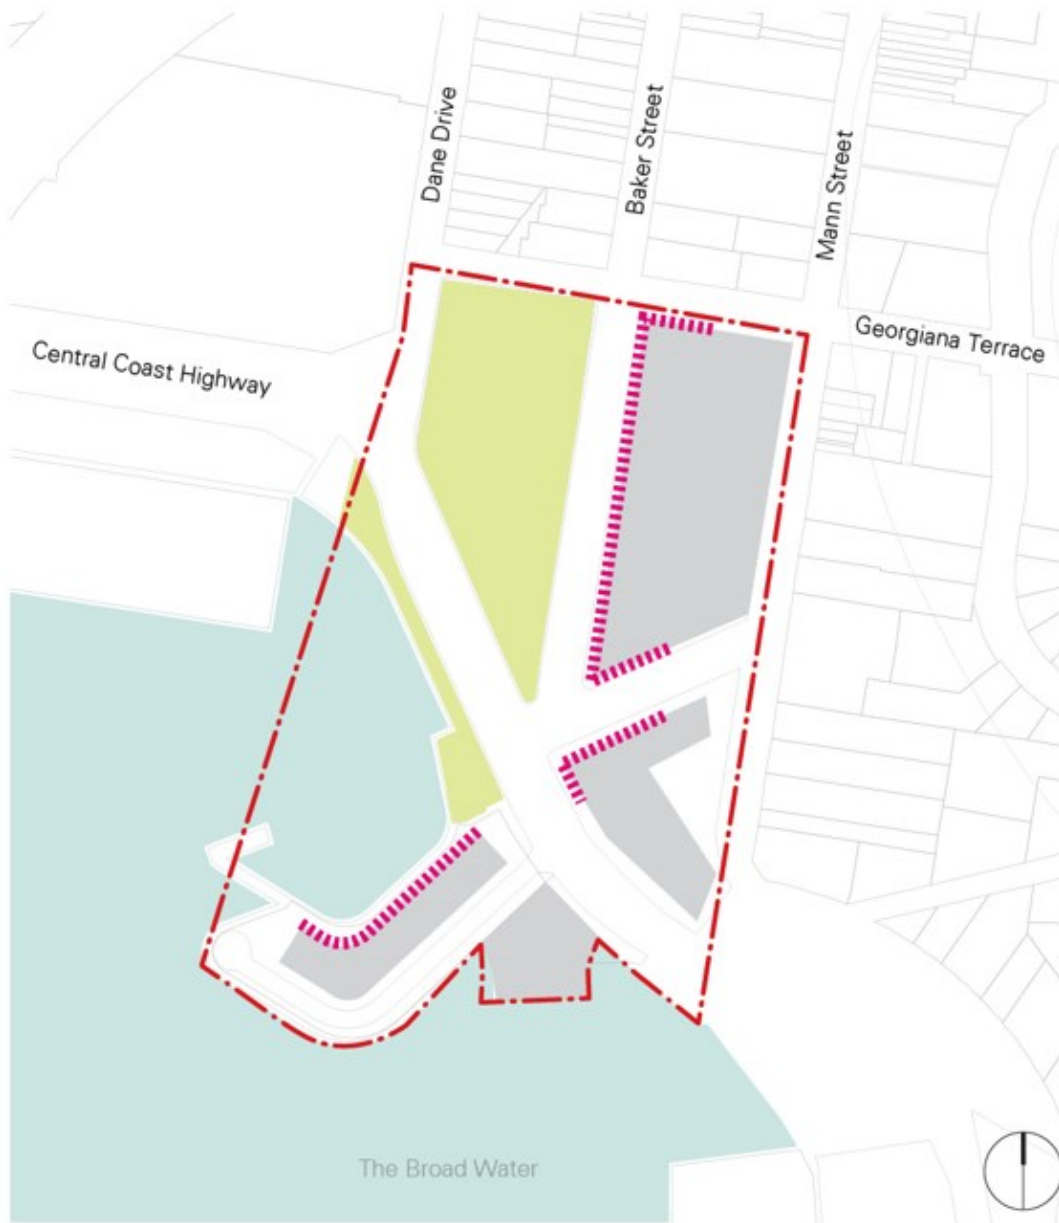 Dane Drive
Baker Street
Mann Street
Georgiana Terrace
Central Coast Highway
The Broad Water